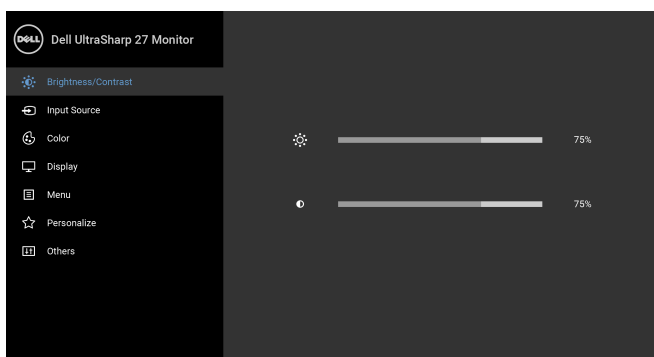 DELL
Dell UltraSharp 27 Monitor
Brightness/Contrast
Input Source
Color
Display
Menu
Personalize
Others
75%
75%